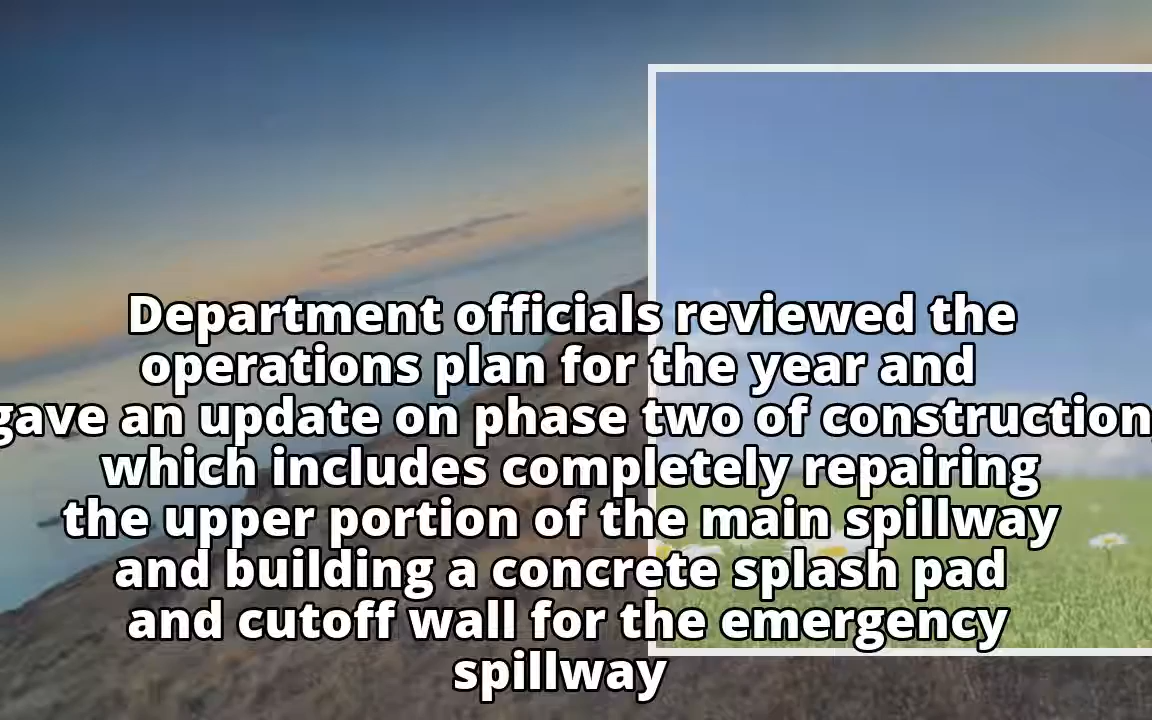 Department officials reviewed the
operations plan for the year and
gave an update on phase two of construction,
which includes completely repairing
the upper portion of the main spillway
and building a concrete splash pad
and cutoff wall for the emergency
spillway